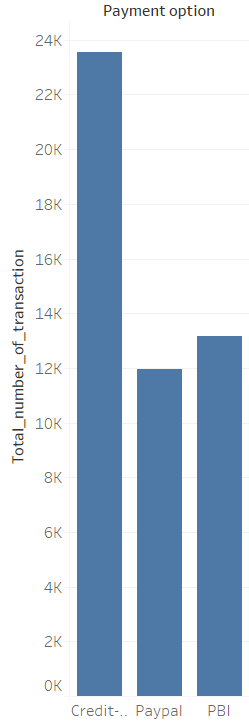 Payment option
24K
22K
20K
18K
16K
14K
12K
10K
8K
6K
4K
2K
0K
Total_number_of_transaction
Credit-..
Paypal
PBI